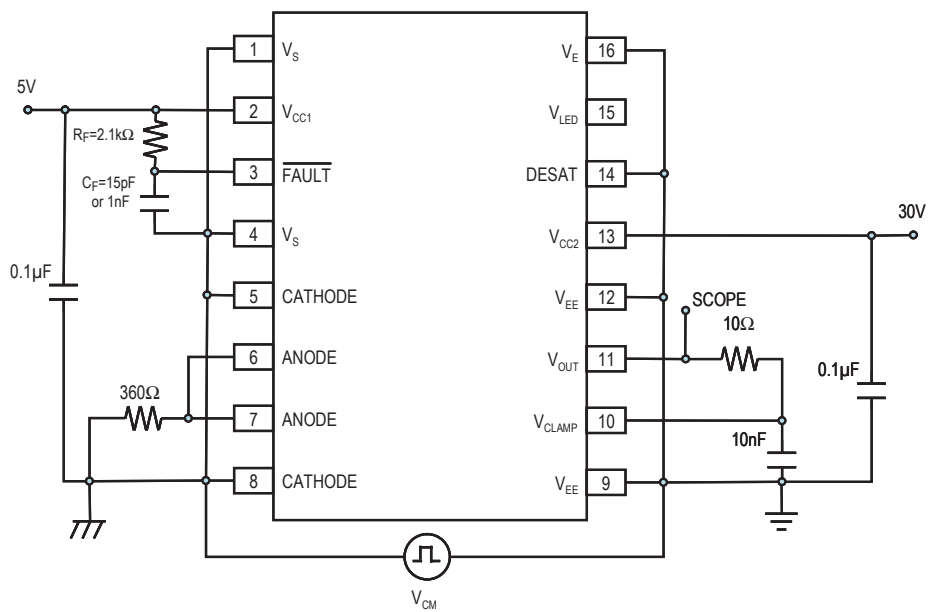 5V
R_F=2.1kΩ
C_F=15pF
or 1nF
0.1µF
360Ω
1 V_S
2 V_CC1
3 FAULT
4 V_S
5 CATHODE
6 ANODE
7 ANODE
8 CATHODE
V_E 16
V_LED 15
DESAT 14
V_CC2 13
V_EE 12
V_OUT 11
V_CLAMP 10
V_EE 9
30V
SCOPE
10Ω
0.1µF
10nF
V_CM